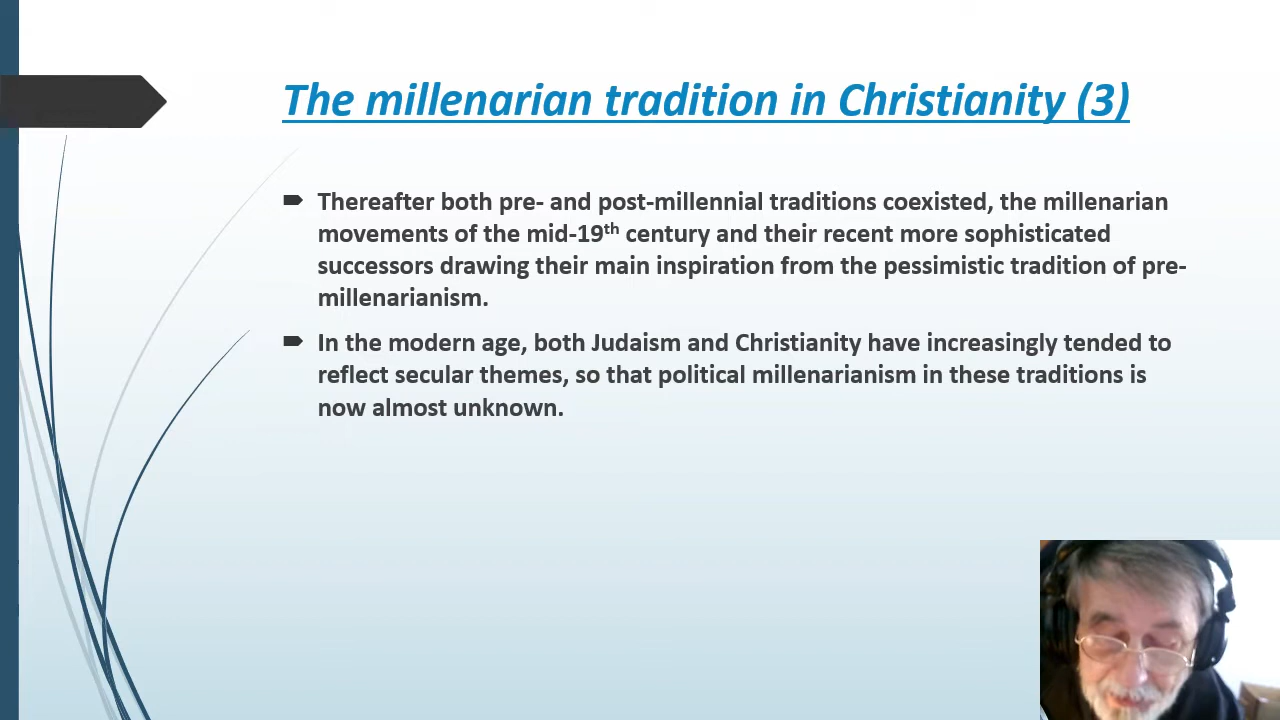 The millenarian tradition in Christianity (3)
Thereafter both pre- and post-millennial traditions coexisted, the millenarian
movements of the mid-19th century and their recent more sophisticated
successors drawing their main inspiration from the pessimistic tradition of pre-
millenarianism.
In the modern age, both Judaism and Christianity have increasingly tended to
reflect secular themes, so that political millenarianism in these traditions is
now almost unknown.